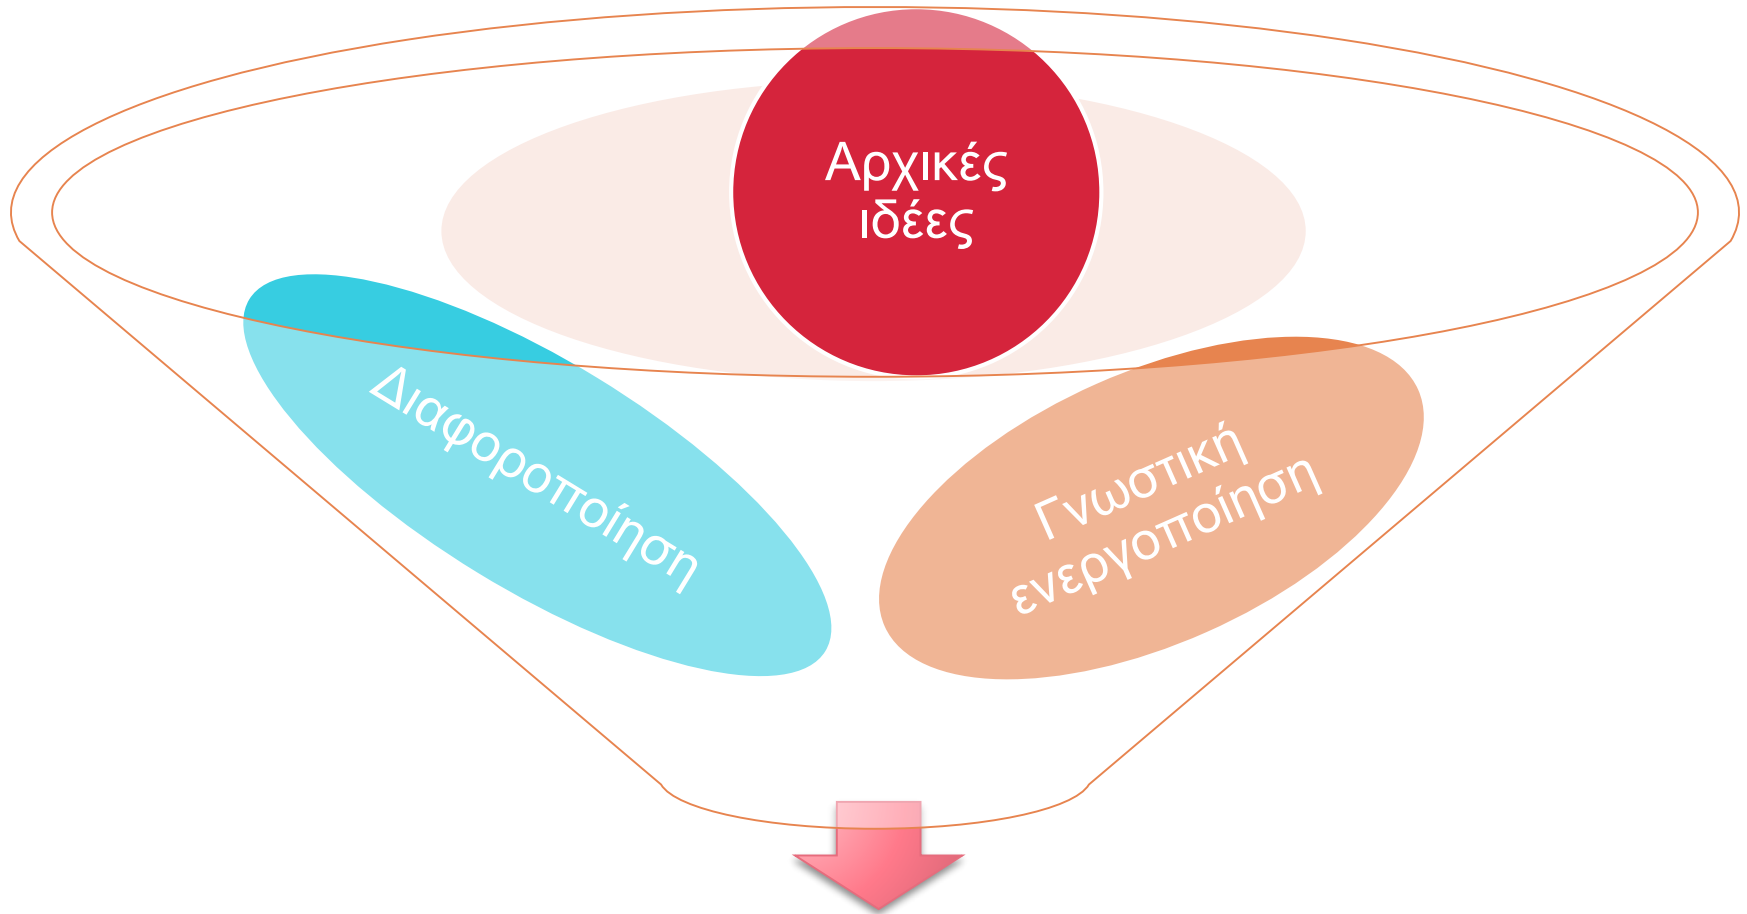 Αρχικές
ιδέες
Διαφοροποίηση
Γνωστική
ενεργοποίηση